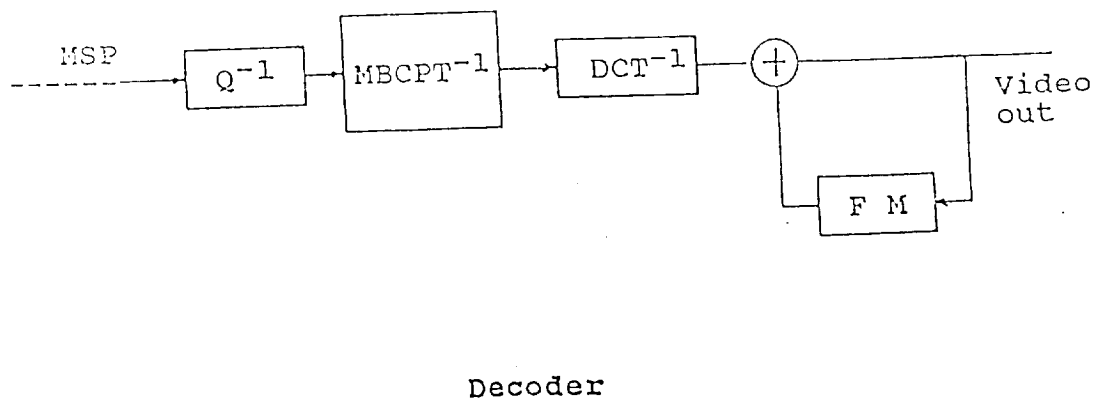 MSP
Q⁻¹
MBCPT⁻¹
DCT⁻¹
+
Video
out
F M
Decoder